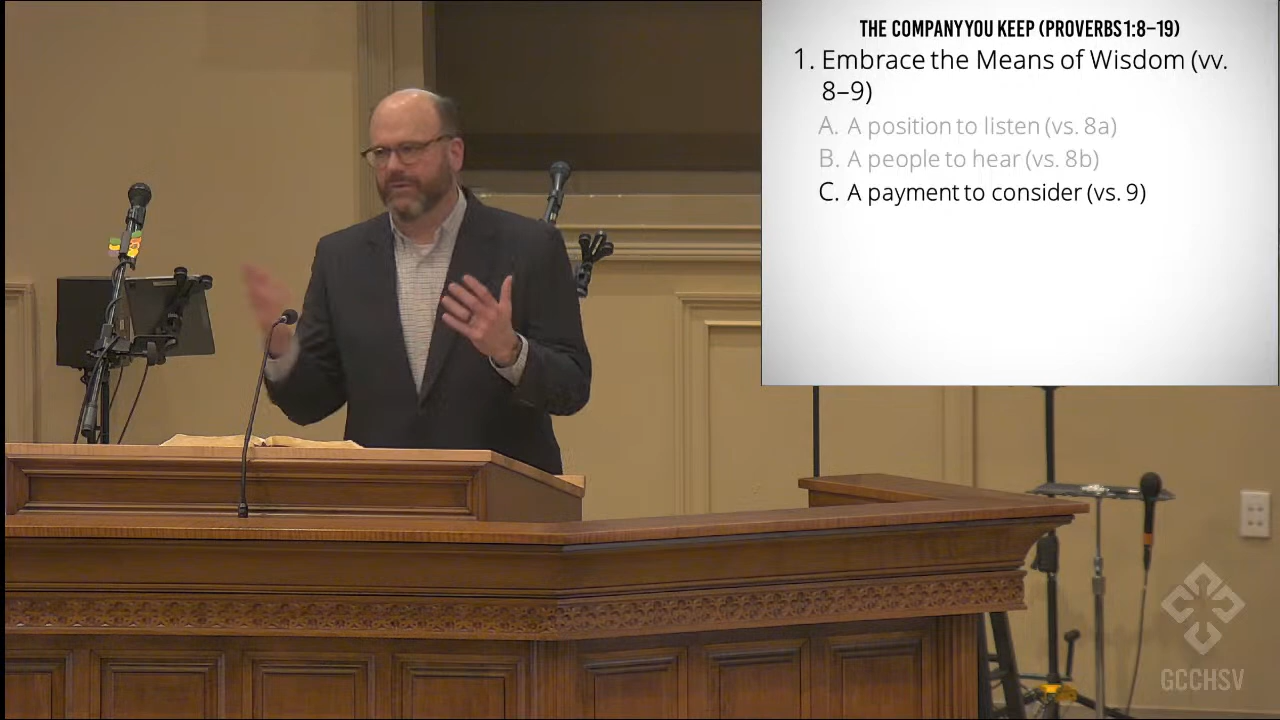 THE COMPANY YOU KEEP (PROVERBS 1:8–19)
1. Embrace the Means of Wisdom (vv.
8–9)
A. A position to listen (vs. 8a)
B. A people to hear (vs. 8b)
C. A payment to consider (vs. 9)
GCCHSV